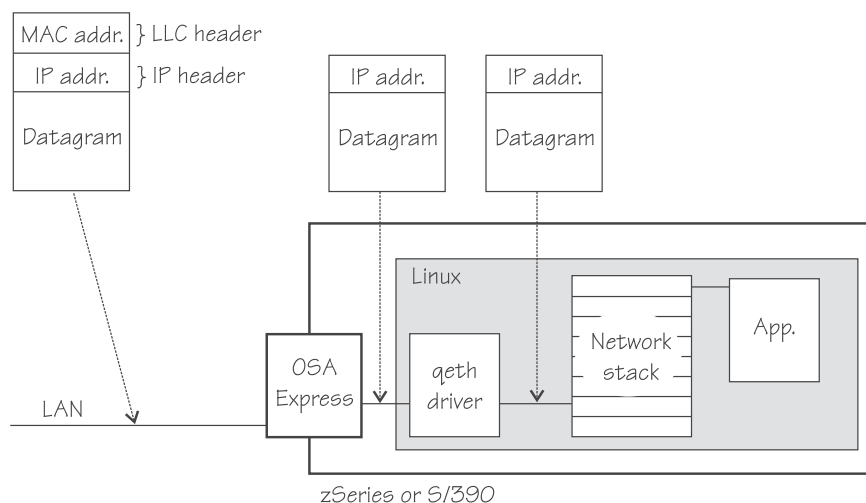 MAC addr. } LLC header
IP addr. } IP header
Datagram
IP addr.
Datagram
IP addr.
Datagram
Linux
OSA
Express
qeth
driver
Network
stack
App.
LAN
zSeries or S/390